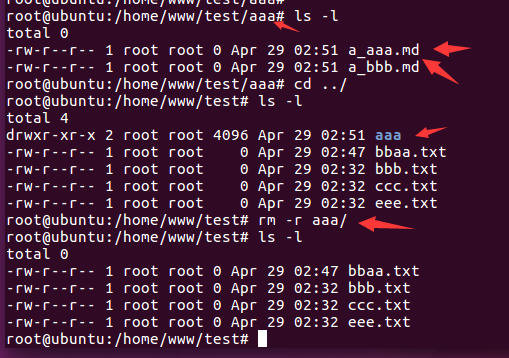 root@ubuntu:/home/www/test/aaa# ls -l
total 0
-rw-r--r-- 1 root root 0 Apr 29 02:51 a_aaa.md
-rw-r--r-- 1 root root 0 Apr 29 02:51 a_bbb.md
root@ubuntu:/home/www/test/aaa# cd ../
root@ubuntu:/home/www/test# ls -l
total 4
drwxr-xr-x 2 root root 4096 Apr 29 02:51 aaa
-rw-r--r-- 1 root root    0 Apr 29 02:47 bbaa.txt
-rw-r--r-- 1 root root    0 Apr 29 02:32 bbb.txt
-rw-r--r-- 1 root root    0 Apr 29 02:32 ccc.txt
-rw-r--r-- 1 root root    0 Apr 29 02:32 eee.txt
root@ubuntu:/home/www/test# rm -r aaa/
root@ubuntu:/home/www/test# ls -l
total 0
-rw-r--r-- 1 root root 0 Apr 29 02:47 bbaa.txt
-rw-r--r-- 1 root root 0 Apr 29 02:32 bbb.txt
-rw-r--r-- 1 root root 0 Apr 29 02:32 ccc.txt
-rw-r--r-- 1 root root 0 Apr 29 02:32 eee.txt
root@ubuntu:/home/www/test#